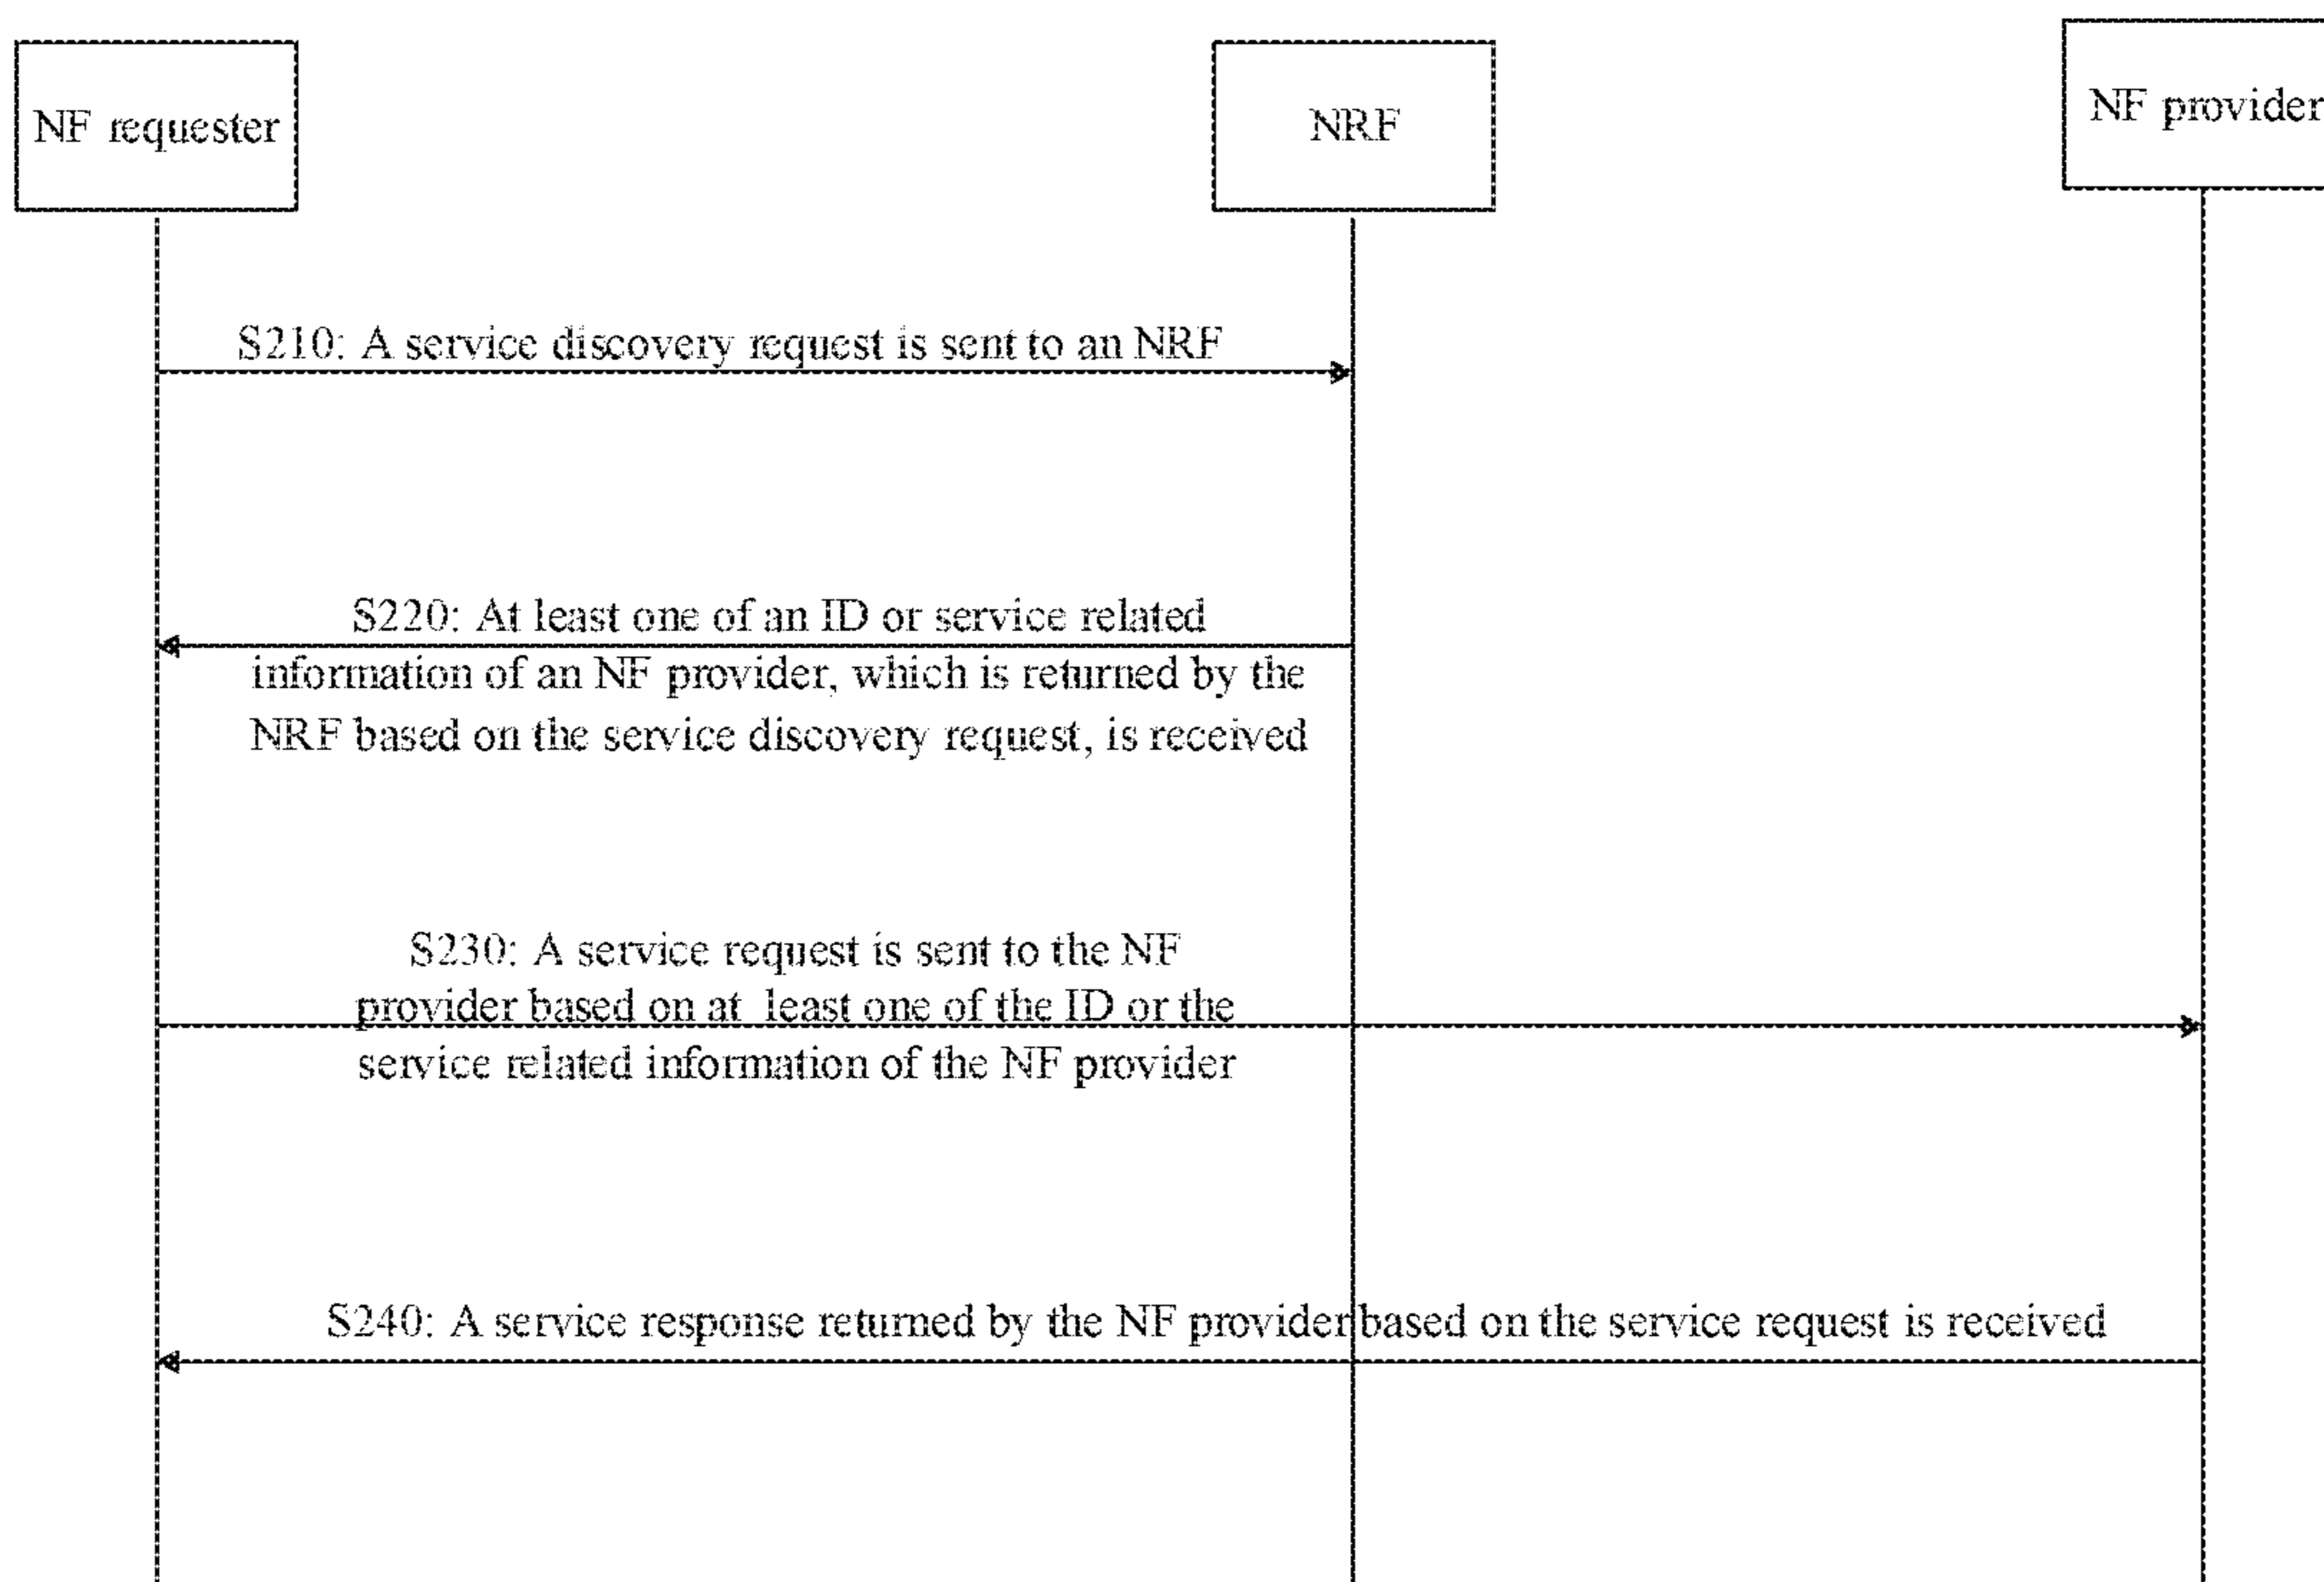 NF requester
NRF
NF provider
S210: A service discovery request is sent to an NRF
S220: At least one of an ID or service related
information of an NF provider, which is returned by the
NRF based on the service discovery request, is received
S230: A service request is sent to the NF
provider based on at least one of the ID or the
service related information of the NF provider
S240: A service response returned by the NF provider based on the service request is received